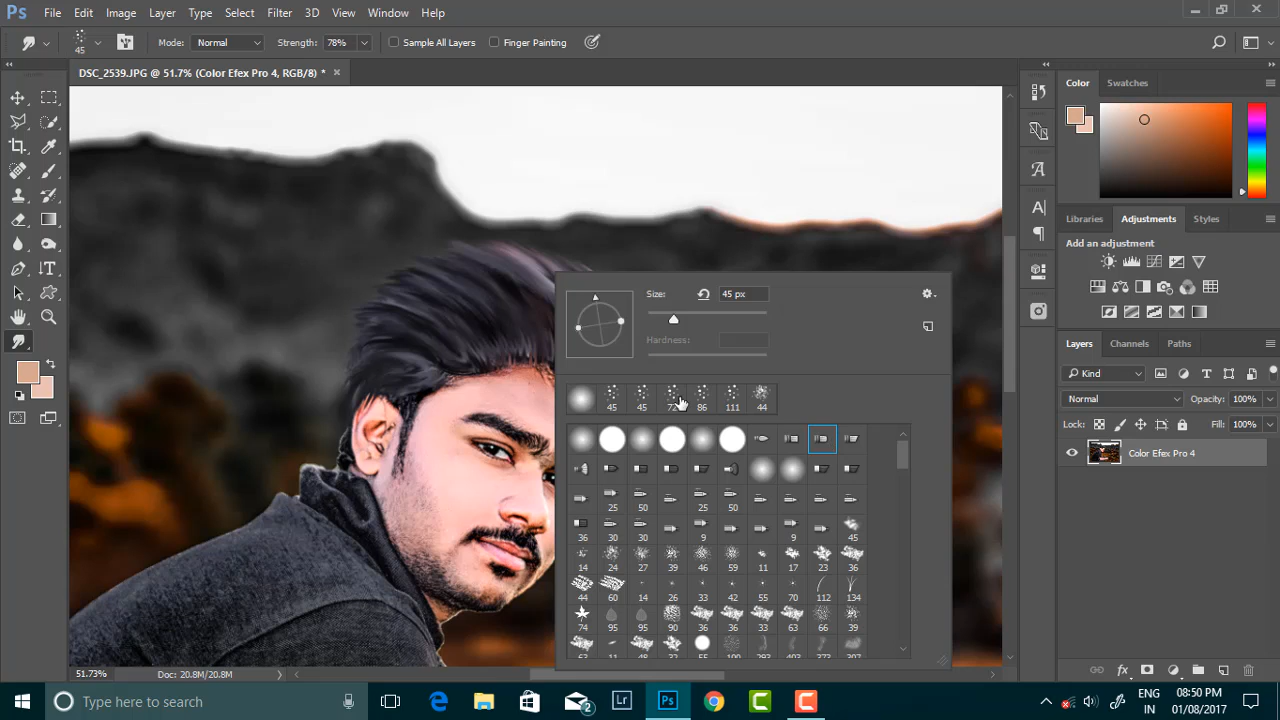 Ps File Edit Image Layer Type Select Filter 3D View Window Help
45 Mode: Normal Strength: 78% Sample All Layers Finger Painting
DSC_2539.JPG @ 51.7% (Color Efex Pro 4, RGB/8) *
Color Swatches
Libraries Adjustments Styles
Add an adjustment
Size: 45 px
Hardness:
Layers Channels Paths
Kind
Normal Opacity: 100%
Lock: Fill: 100%
Color Efex Pro 4
45 45 72 86 111 44
25 50 25 50
36 30 30 9 9 45
14 24 27 39 46 59 11 17 23 36
44 60 14 26 33 42 55 70 112 134
74 95 95 90 36 36 33 63 66 39
51.73% Doc: 20.8M/20.8M
Type here to search
2 Lr Ps
ENG 08:50 PM
IN 01/08/2017